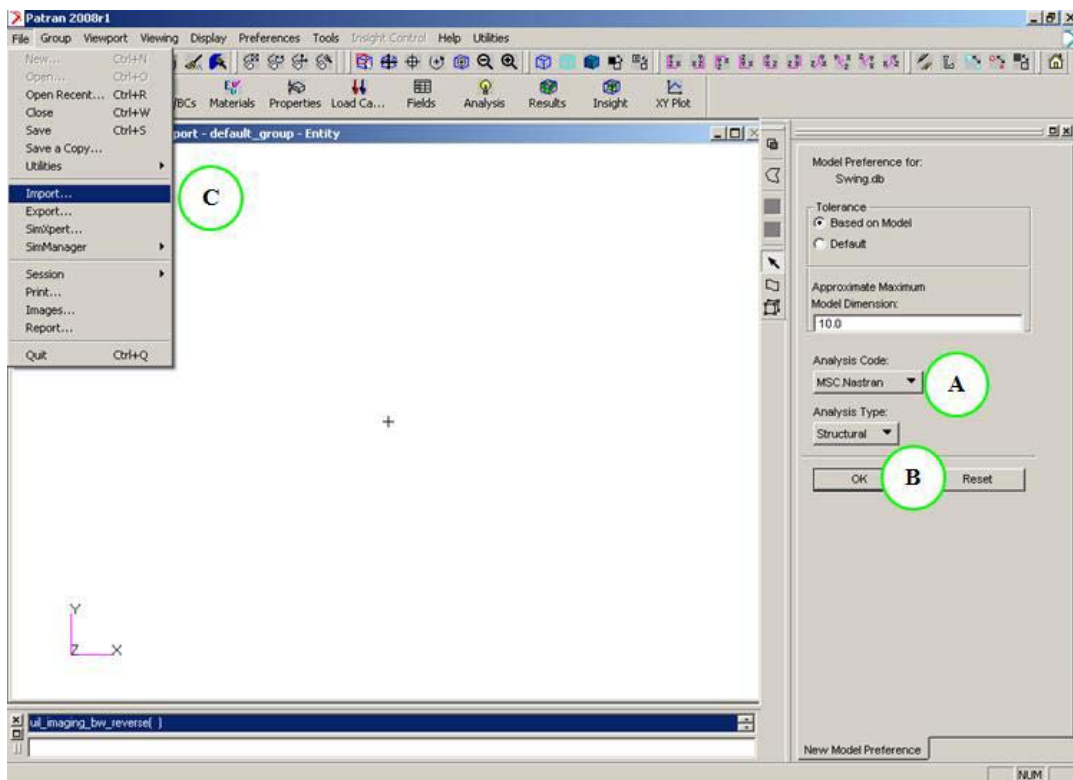 Patran 2008r1
File Group Viewport Viewing Display Preferences Tools Insight Control Help Utilities
New... Ctrl+N
Open... Ctrl+O
Open Recent... Ctrl+R
Close Ctrl+W
Save Ctrl+S
Save a Copy...
Utilities
Import...
Export...
SimXpert...
SimManager
Session
Print...
Images...
Report...
Quit Ctrl+Q
/BCs Materials Properties Load Ca... Fields Analysis Results Insight XY Plot
port - default_group - Entity
C
Y
Z X
Model Preference for:
Swing.db
Tolerance
Based on Model
Default
Approximate Maximum
Model Dimension:
10.0
Analysis Code:
MSC.Nastran
A
Analysis Type:
Structural
OK
B
Reset
uil_imaging_bw_reverse( )
New Model Preference
NUM